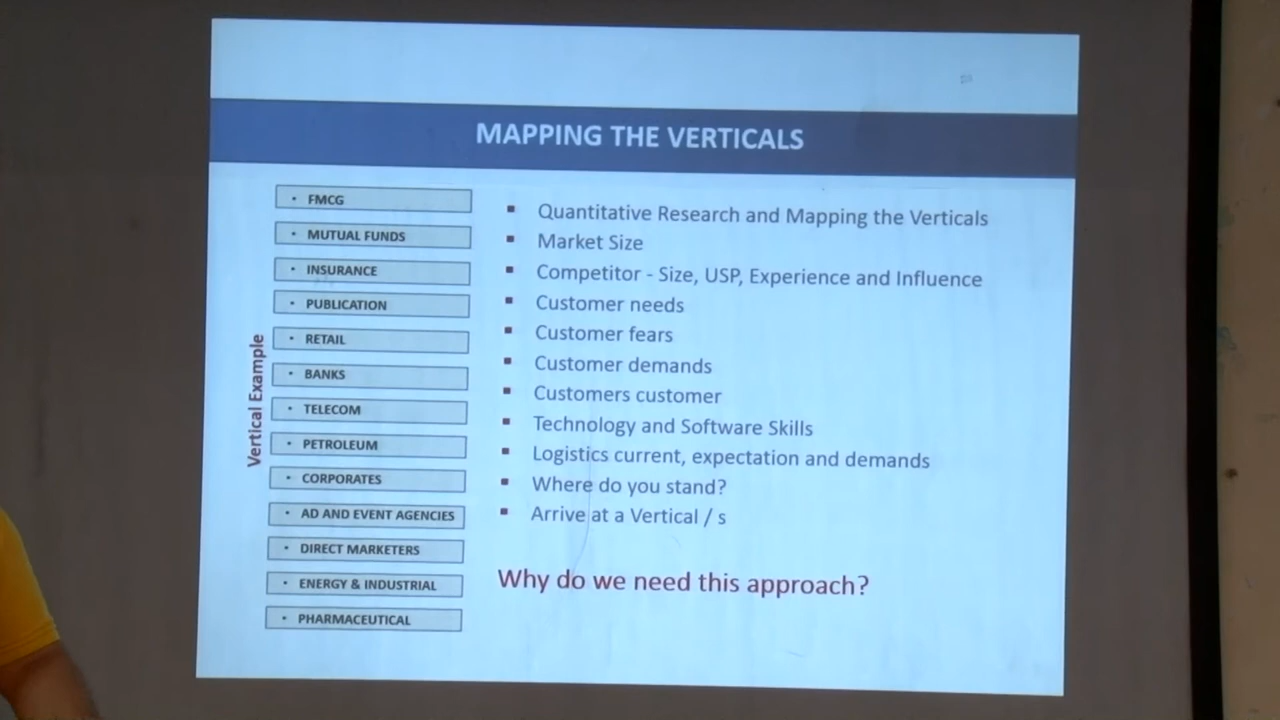 MAPPING THE VERTICALS
Vertical Example
• FMCG
• MUTUAL FUNDS
• INSURANCE
• PUBLICATION
• RETAIL
• BANKS
• TELECOM
• PETROLEUM
• CORPORATES
• AD AND EVENT AGENCIES
• DIRECT MARKETERS
• ENERGY & INDUSTRIAL
• PHARMACEUTICAL
▪ Quantitative Research and Mapping the Verticals
▪ Market Size
▪ Competitor - Size, USP, Experience and Influence
▪ Customer needs
▪ Customer fears
▪ Customer demands
▪ Customers customer
▪ Technology and Software Skills
▪ Logistics current, expectation and demands
▪ Where do you stand?
▪ Arrive at a Vertical / s
Why do we need this approach?